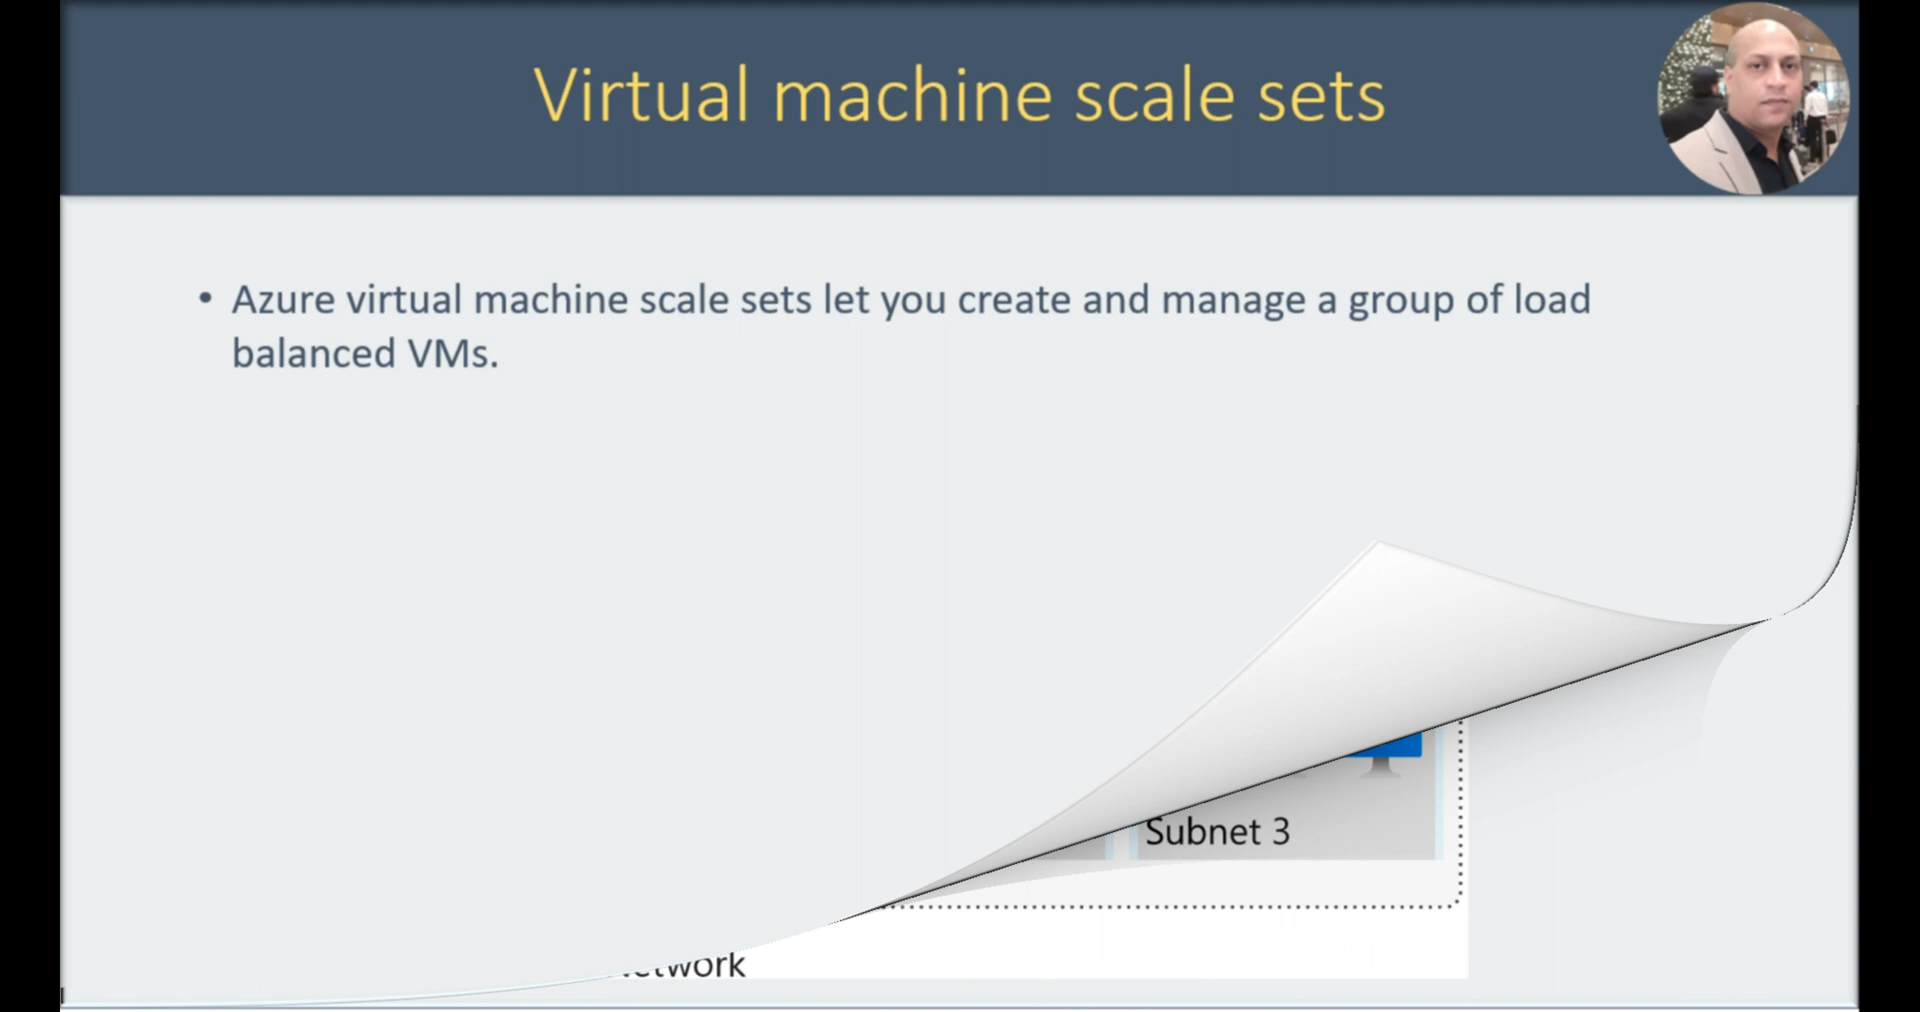 Virtual machine scale sets
• Azure virtual machine scale sets let you create and manage a group of load
balanced VMs.
Subnet 3